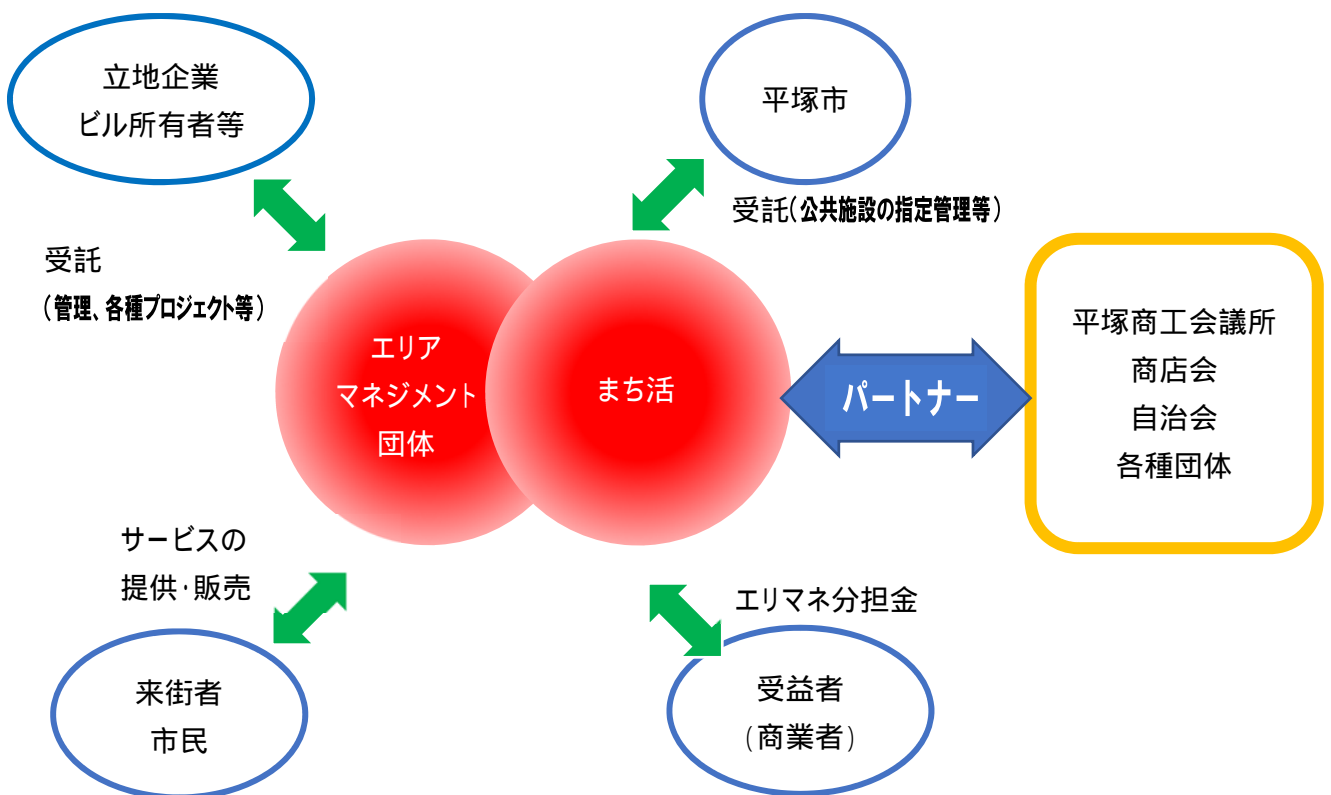 立地企業
ビル所有者等
平塚市
受託(公共施設の指定管理等)
受託
(管理、各種プロジェクト等)
エリア
マネジメント
団体
まち活
パートナー
平塚商工会議所
商店会
自治会
各種団体
サービスの
提供・販売
エリマネ分担金
来街者
市民
受益者
(商業者)